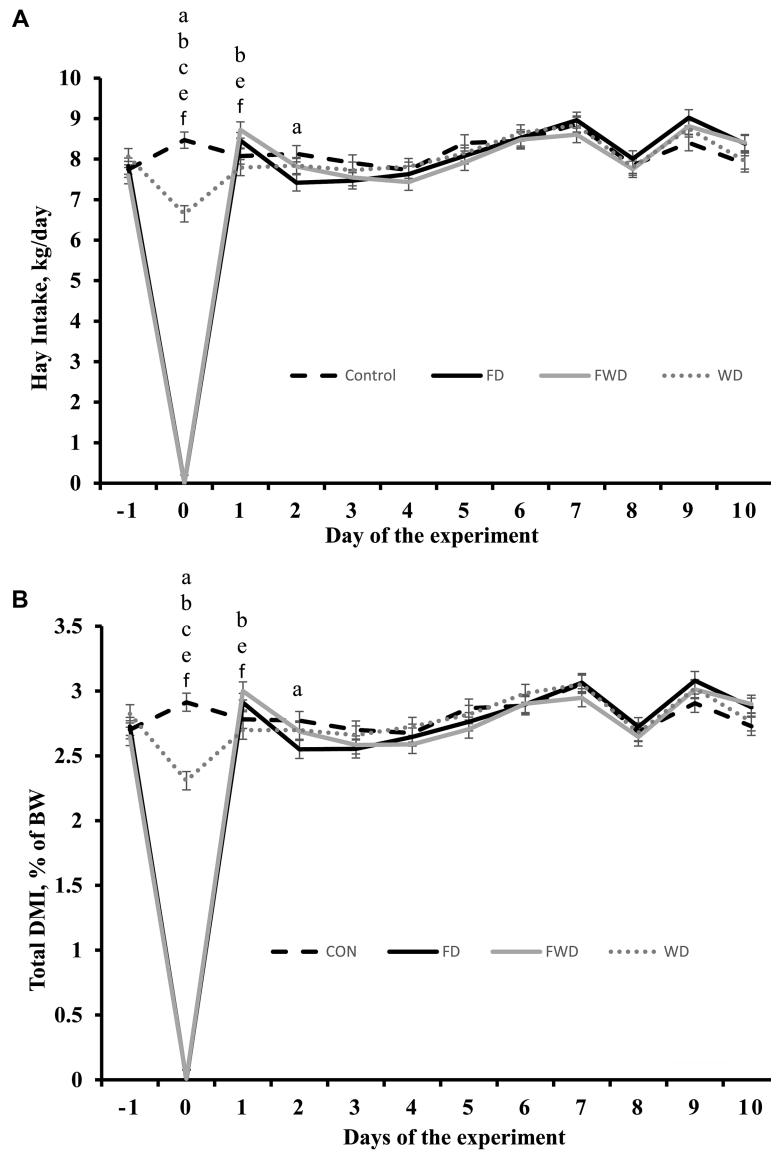 A
a
b
c
e
f
b
e
f
a
10
9
8
7
6
5
4
3
2
1
0
Hay Intake, kg/day
Control FD FWD WD
-1 0 1 2 3 4 5 6 7 8 9 10
Day of the experiment
B
a
b
c
e
f
b
e
f
a
3.5
3
2.5
2
1.5
1
0.5
0
Total DMI, % of BW
CON FD FWD WD
-1 0 1 2 3 4 5 6 7 8 9 10
Days of the experiment